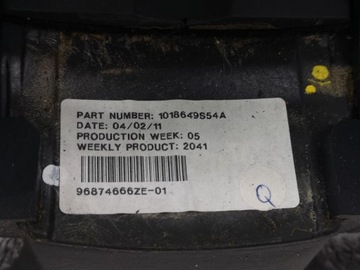 PART NUMBER: 1018649S54A
DATE: 04/02/11
PRODUCTION WEEK: 05
WEEKLY PRODUCT: 2041
96874666ZE-01
Q